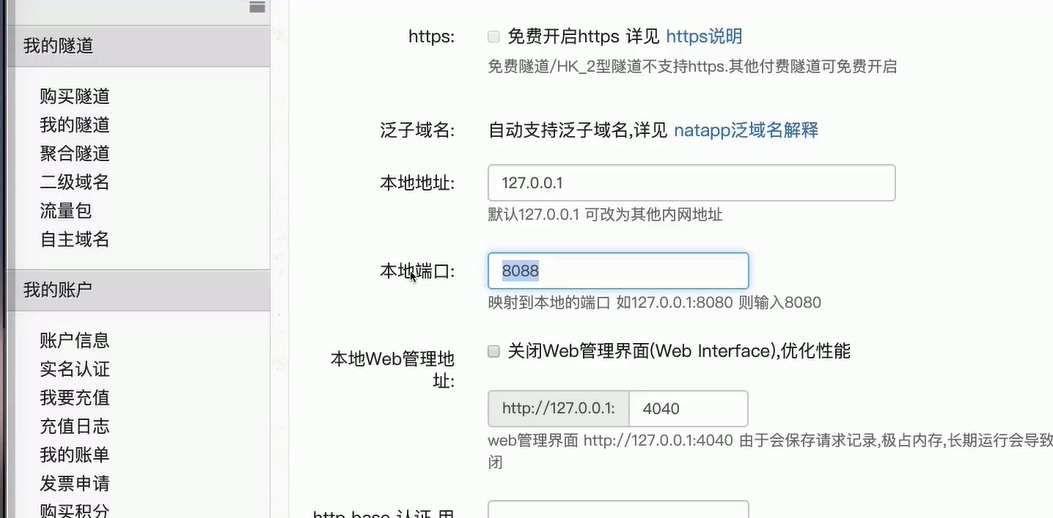 我的隧道
购买隧道
我的隧道
聚合隧道
二级域名
流量包
自主域名
我的账户
账户信息
实名认证
我要充值
充值日志
我的账单
发票申请
购买积分
https: 免费开启https 详见 https说明
免费隧道/HK_2型隧道不支持https.其他付费隧道可免费开启
泛子域名: 自动支持泛子域名,详见 natapp泛域名解释
本地地址: 127.0.0.1
默认127.0.0.1 可改为其他内网地址
本地端口: 8088
映射到本地的端口 如127.0.0.1:8080 则输入8080
本地Web管理地
址:
关闭Web管理界面(Web Interface),优化性能
http://127.0.0.1: 4040
web管理界面 http://127.0.0.1:4040 由于会保存请求记录,极占内存,长期运行会导致
闭
http base 认证 用